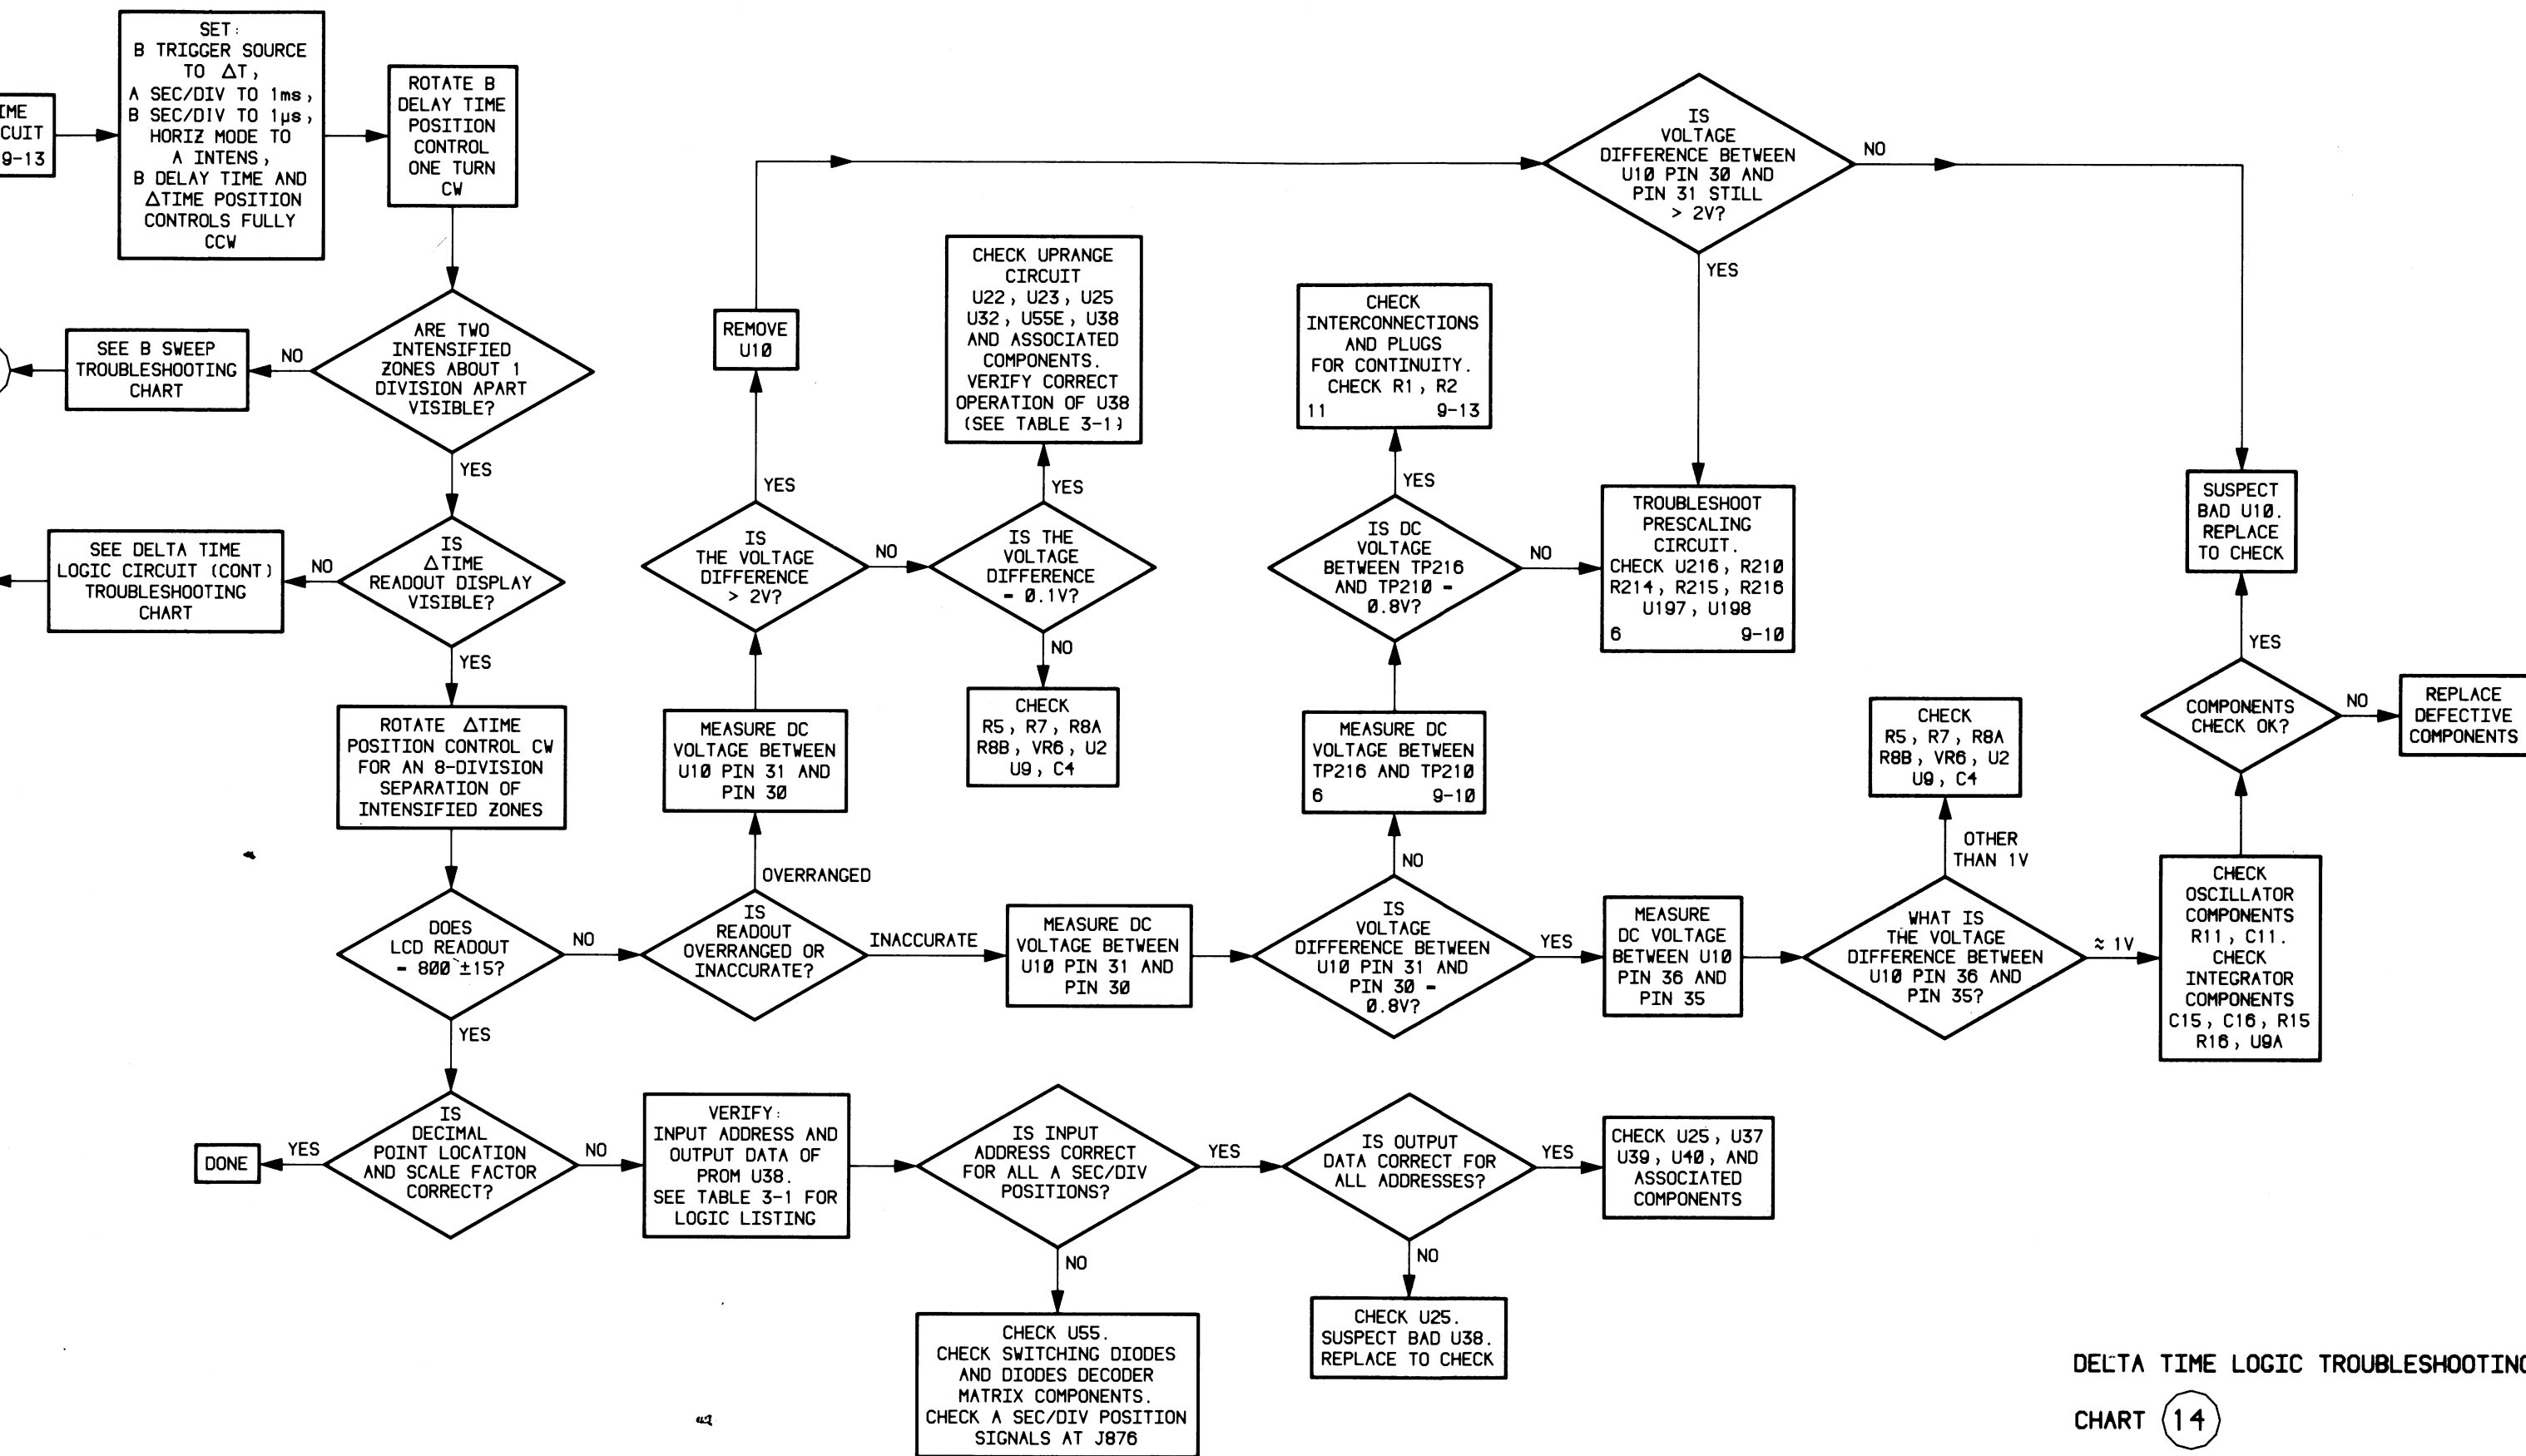 IME
CUIT
9-13
SET:
B TRIGGER SOURCE
TO ΔT,
A SEC/DIV TO 1ms,
B SEC/DIV TO 1µs,
HORIZ MODE TO
A INTENS,
B DELAY TIME AND
ΔTIME POSITION
CONTROLS FULLY
CCW
ROTATE B
DELAY TIME
POSITION
CONTROL
ONE TURN
CW
ARE TWO
INTENSIFIED
ZONES ABOUT 1
DIVISION APART
VISIBLE?
NO
SEE B SWEEP
TROUBLESHOOTING
CHART
YES
IS
ΔTIME
READOUT DISPLAY
VISIBLE?
NO
SEE DELTA TIME
LOGIC CIRCUIT (CONT)
TROUBLESHOOTING
CHART
YES
ROTATE ΔTIME
POSITION CONTROL CW
FOR AN 8-DIVISION
SEPARATION OF
INTENSIFIED ZONES
DOES
LCD READOUT
= 800 ±15?
NO
YES
IS
DECIMAL
POINT LOCATION
AND SCALE FACTOR
CORRECT?
YES
DONE
NO
VERIFY:
INPUT ADDRESS AND
OUTPUT DATA OF
PROM U38.
SEE TABLE 3-1 FOR
LOGIC LISTING
IS INPUT
ADDRESS CORRECT
FOR ALL A SEC/DIV
POSITIONS?
YES
NO
CHECK U55.
CHECK SWITCHING DIODES
AND DIODES DECODER
MATRIX COMPONENTS.
CHECK A SEC/DIV POSITION
SIGNALS AT J876
IS OUTPUT
DATA CORRECT FOR
ALL ADDRESSES?
YES
CHECK U25, U37
U39, U40, AND
ASSOCIATED
COMPONENTS
NO
CHECK U25.
SUSPECT BAD U38.
REPLACE TO CHECK
IS
READOUT
OVERRANGED OR
INACCURATE?
OVERRANGED
MEASURE DC
VOLTAGE BETWEEN
U10 PIN 31 AND
PIN 30
IS
THE VOLTAGE
DIFFERENCE
> 2V?
YES
REMOVE
U10
NO
IS THE
VOLTAGE
DIFFERENCE
= 0.1V?
YES
CHECK UPRANGE
CIRCUIT
U22, U23, U25
U32, U55E, U38
AND ASSOCIATED
COMPONENTS.
VERIFY CORRECT
OPERATION OF U38
(SEE TABLE 3-1)
NO
CHECK
R5, R7, R8A
R8B, VR6, U2
U9, C4
INACCURATE
MEASURE DC
VOLTAGE BETWEEN
U10 PIN 31 AND
PIN 30
IS
VOLTAGE
DIFFERENCE BETWEEN
U10 PIN 31 AND
PIN 30 =
0.8V?
NO
MEASURE DC
VOLTAGE BETWEEN
TP216 AND TP210
6 9-10
IS DC
VOLTAGE
BETWEEN TP216
AND TP210 =
0.8V?
YES
CHECK
INTERCONNECTIONS
AND PLUGS
FOR CONTINUITY.
CHECK R1, R2
11 9-13
NO
TROUBLESHOOT
PRESCALING
CIRCUIT.
CHECK U216, R210
R214, R215, R216
U197, U198
6 9-10
IS
VOLTAGE
DIFFERENCE BETWEEN
U10 PIN 30 AND
PIN 31 STILL
> 2V?
NO
YES
YES
MEASURE
DC VOLTAGE
BETWEEN U10
PIN 36 AND
PIN 35
WHAT IS
THE VOLTAGE
DIFFERENCE BETWEEN
U10 PIN 36 AND
PIN 35?
OTHER
THAN 1V
CHECK
R5, R7, R8A
R8B, VR6, U2
U9, C4
≈ 1V
CHECK
OSCILLATOR
COMPONENTS
R11, C11.
CHECK
INTEGRATOR
COMPONENTS
C15, C16, R15
R16, U9A
COMPONENTS
CHECK OK?
YES
SUSPECT
BAD U10.
REPLACE
TO CHECK
NO
REPLACE
DEFECTIVE
COMPONENTS
DELTA TIME LOGIC TROUBLESHOOTING
CHART 14